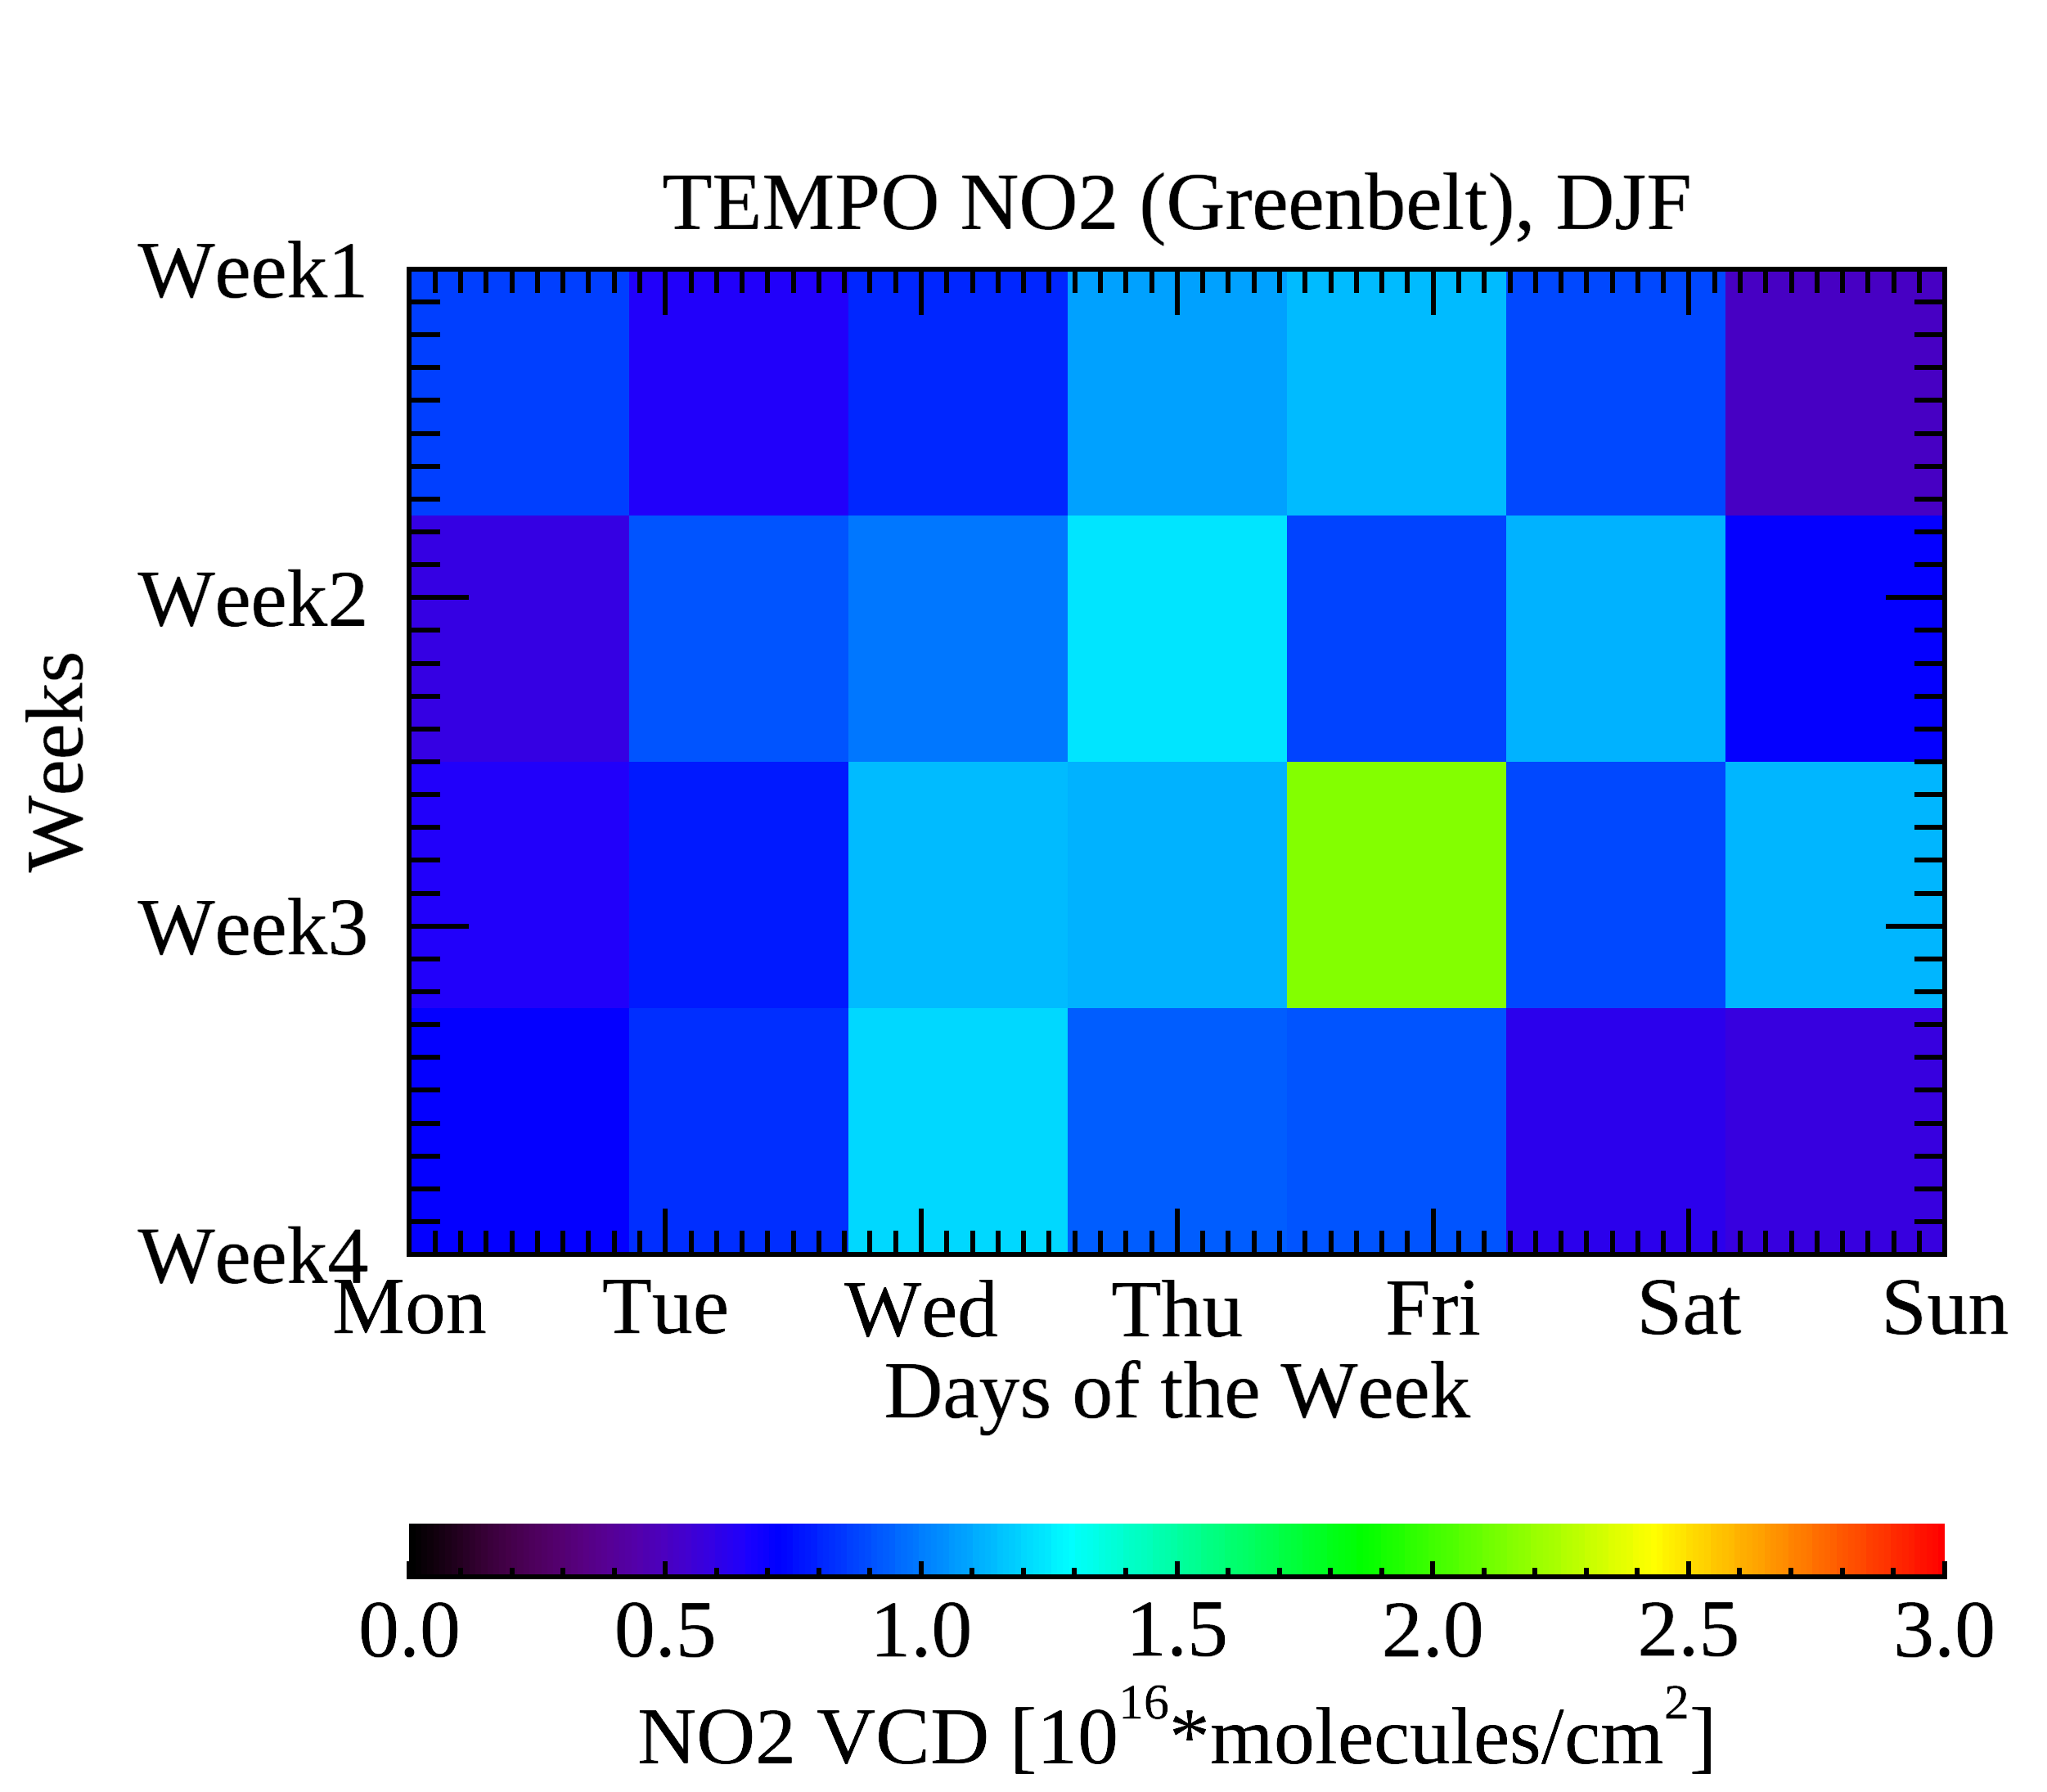 TEMPO NO2 (Greenbelt), DJF
Week1
Week2
Weeks
Week3
Week4
Mon Tue Wed Thu Fri Sat Sun
Days of the Week
0.0 0.5 1.0 1.5 2.0 2.5 3.0
NO2 VCD [10^16*molecules/cm^2]